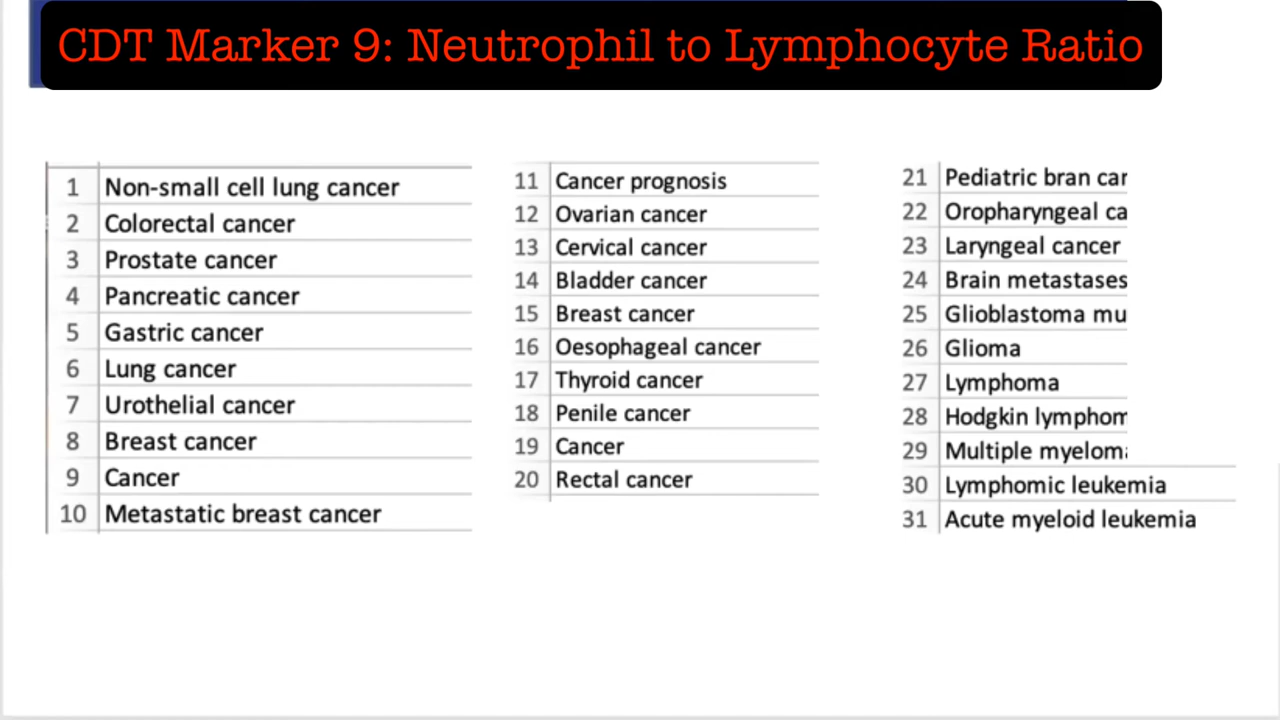 CDT Marker 9: Neutrophil to Lymphocyte Ratio
1 Non-small cell lung cancer
2 Colorectal cancer
3 Prostate cancer
4 Pancreatic cancer
5 Gastric cancer
6 Lung cancer
7 Urothelial cancer
8 Breast cancer
9 Cancer
10 Metastatic breast cancer
11 Cancer prognosis
12 Ovarian cancer
13 Cervical cancer
14 Bladder cancer
15 Breast cancer
16 Oesophageal cancer
17 Thyroid cancer
18 Penile cancer
19 Cancer
20 Rectal cancer
21 Pediatric bran car
22 Oropharyngeal ca
23 Laryngeal cancer
24 Brain metastases
25 Glioblastoma mu
26 Glioma
27 Lymphoma
28 Hodgkin lymphom
29 Multiple myelom
30 Lymphomic leukemia
31 Acute myeloid leukemia